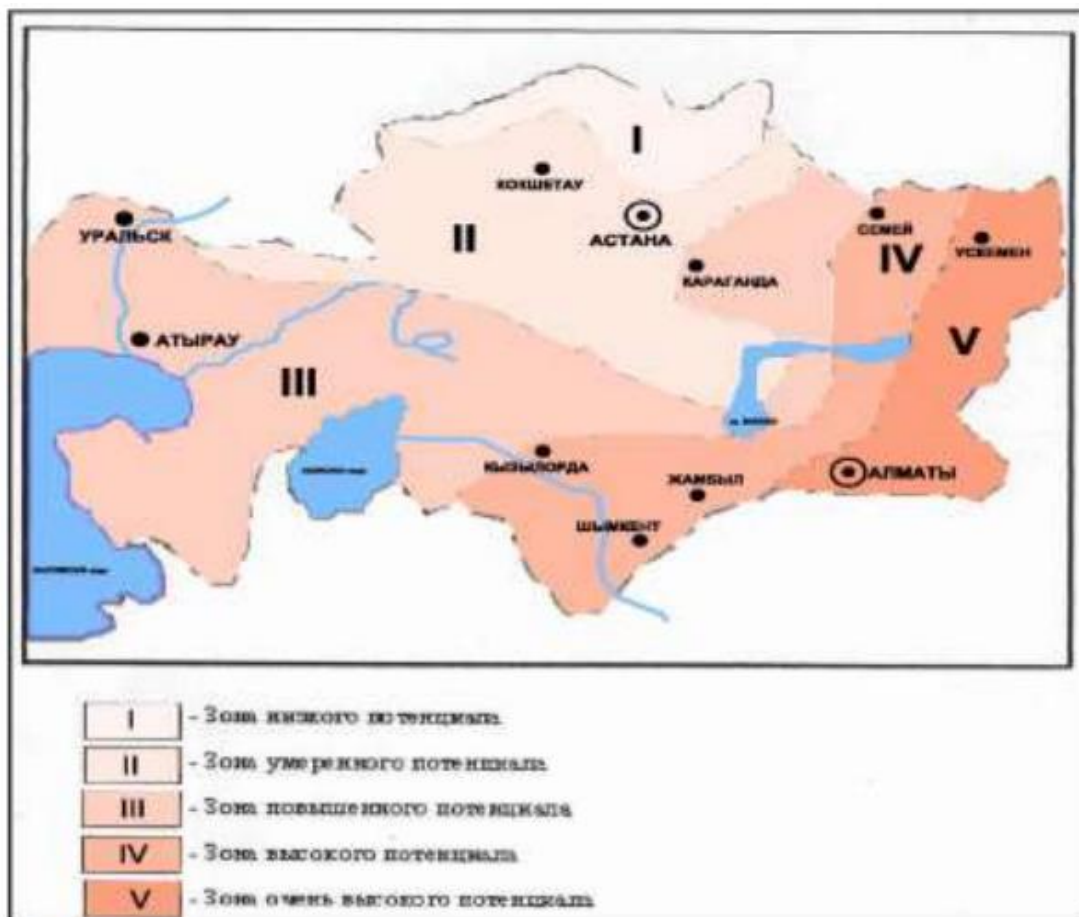 I
КОКШЕТАУ
УРАЛЬСК
II
АСТАНА
СЕМЕЙ
IV
УСКЕМЕН
КАРАГАНДА
АТЫРАУ
V
III
КЫЗЫЛОРДА
ЖАМБЫЛ
АЛМАТЫ
ШЫМКЕНТ
I - Зона низкого потенциала
II - Зона умеренного потенциала
III - Зона повышенного потенциала
IV - Зона высокого потенциала
V - Зона очень высокого потенциала